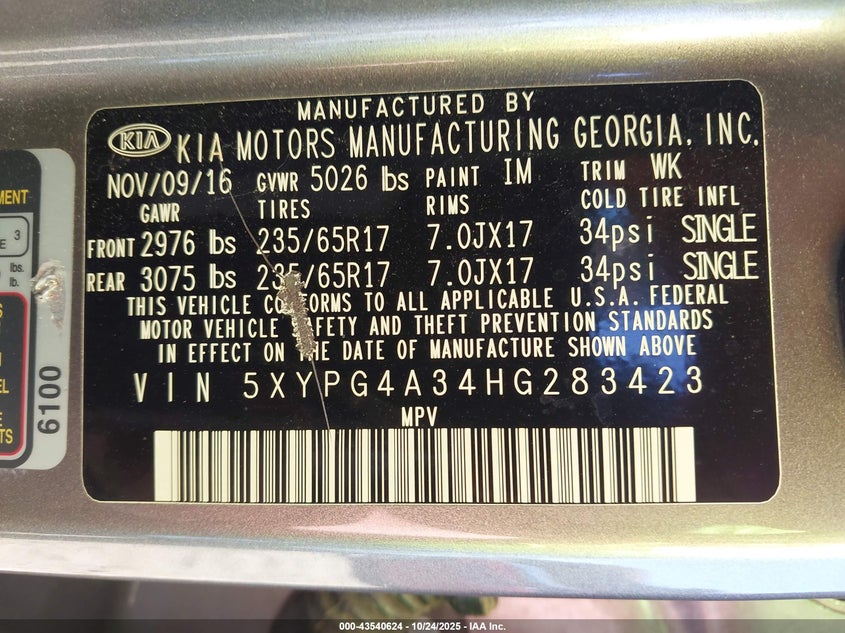 MANUFACTURED BY
KIA KIA MOTORS MANUFACTURING GEORGIA, INC.
NOV/09/16 GVWR 5026 lbs PAINT IM TRIM WK
GAWR TIRES RIMS COLD TIRE INFL
FRONT 2976 lbs 235/65R17 7.0JX17 34psi SINGLE
REAR 3075 lbs 235/65R17 7.0JX17 34psi SINGLE
THIS VEHICLE CONFORMS TO ALL APPLICABLE U.S.A. FEDERAL
MOTOR VEHICLE SAFETY AND THEFT PREVENTION STANDARDS
IN EFFECT ON THE DATE OF MANUFACTURE SHOWN ABOVE
VIN 5XYPG4A34HG283423
MPV
3
lbs.
lb.
6100
000-43540624 - 10/24/2025 - IAA Inc.